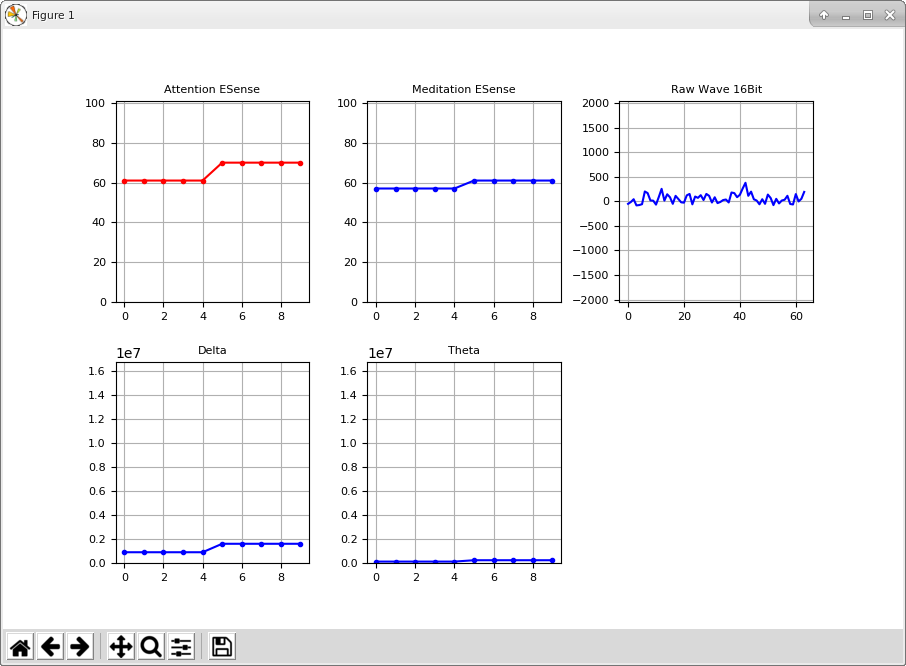 Figure 1
Attention ESense Meditation ESense Raw Wave 16Bit
100 100 2000
1500
80 80
1000
60 60 500
0
40 40
−500
20 20 −1000
−1500
0 0 −2000
0 2 4 6 8 0 2 4 6 8 0 20 40 60
1e7 Delta 1e7 Theta
1.6 1.6
1.4 1.4
1.2 1.2
1.0 1.0
0.8 0.8
0.6 0.6
0.4 0.4
0.2 0.2
0.0 0.0
0 2 4 6 8 0 2 4 6 8